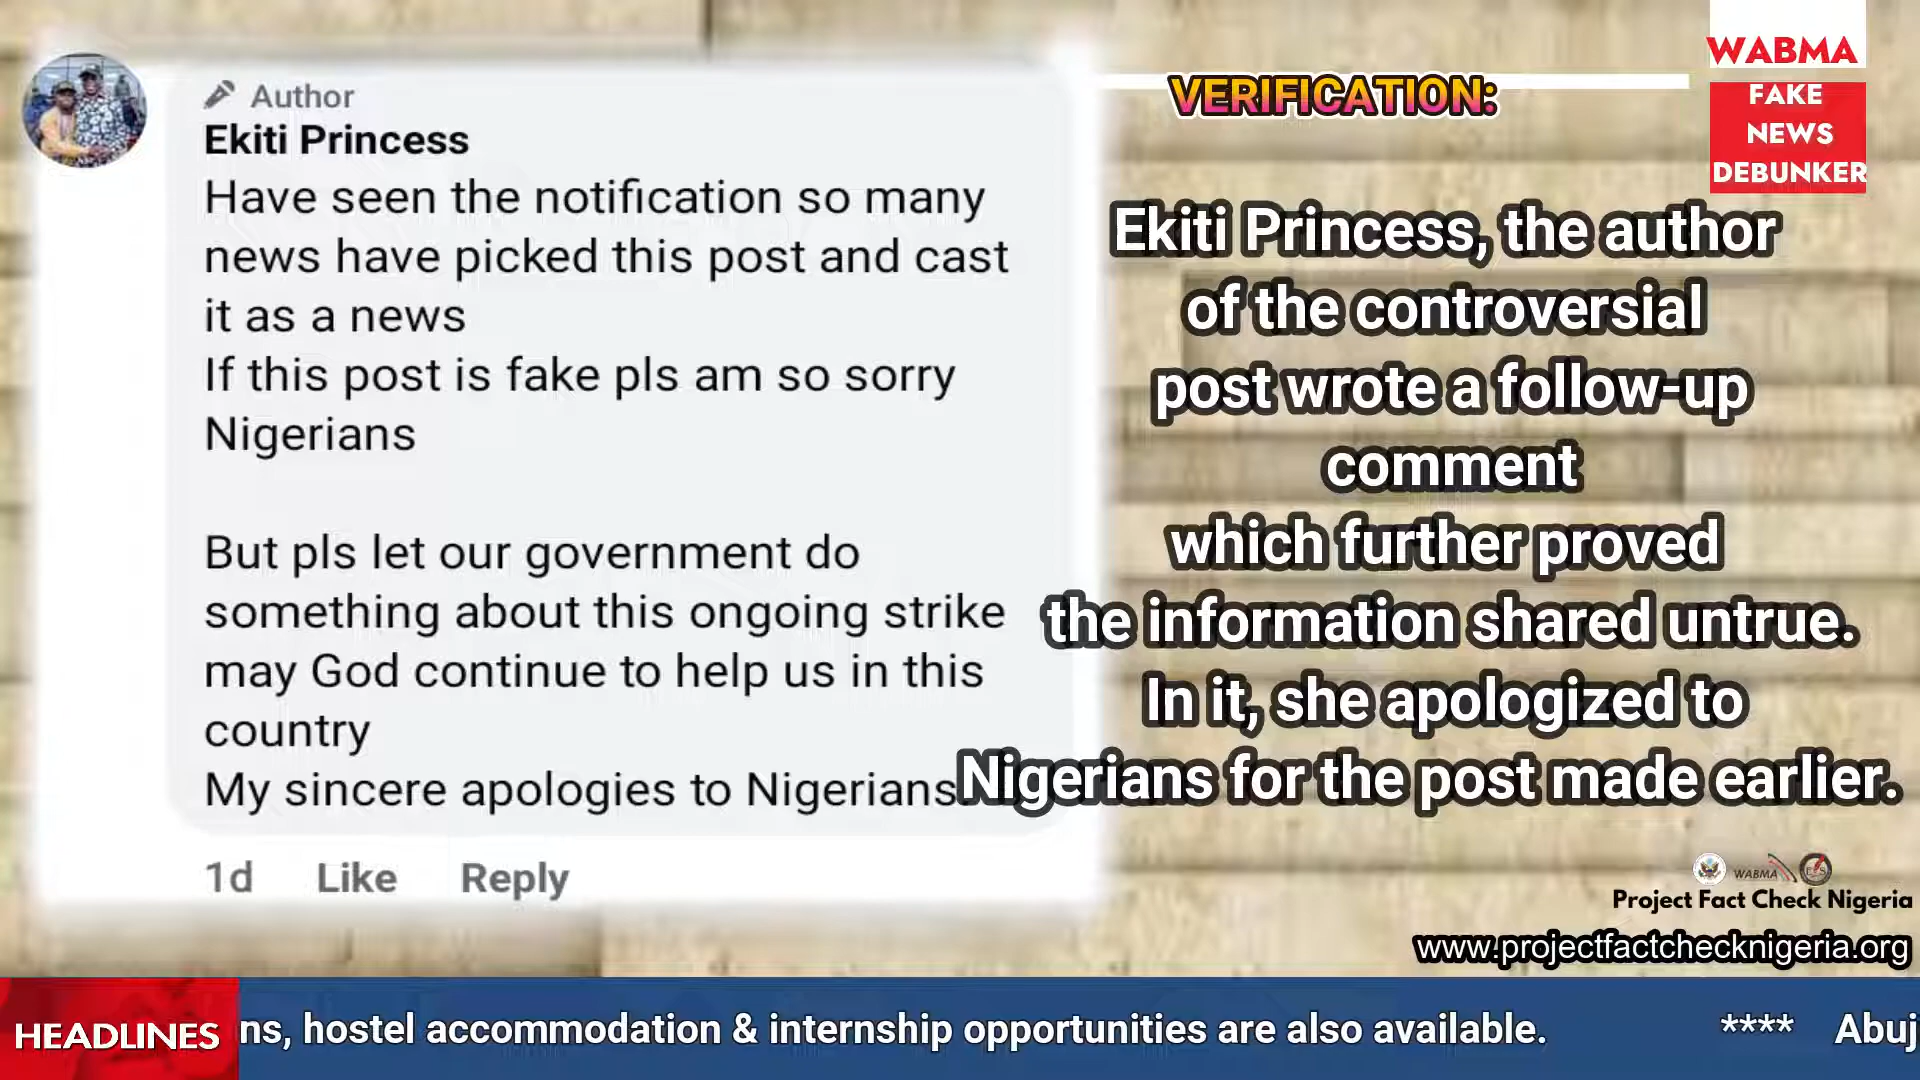 Author
Ekiti Princess
Have seen the notification so many
news have picked this post and cast
it as a news
If this post is fake pls am so sorry
Nigerians
But pls let our government do
something about this ongoing strike
may God continue to help us in this
country
My sincere apologies to Nigerians.
1d Like Reply
VERIFICATION:
WABMA
FAKE
NEWS
DEBUNKER
Ekiti Princess, the author
of the controversial
post wrote a follow-up
comment
which further proved
the information shared untrue.
In it, she apologized to
Nigerians for the post made earlier.
WABMA
Project Fact Check Nigeria
www.projectfactchecknigeria.org
HEADLINES
ns, hostel accommodation & internship opportunities are also available. **** Abuj